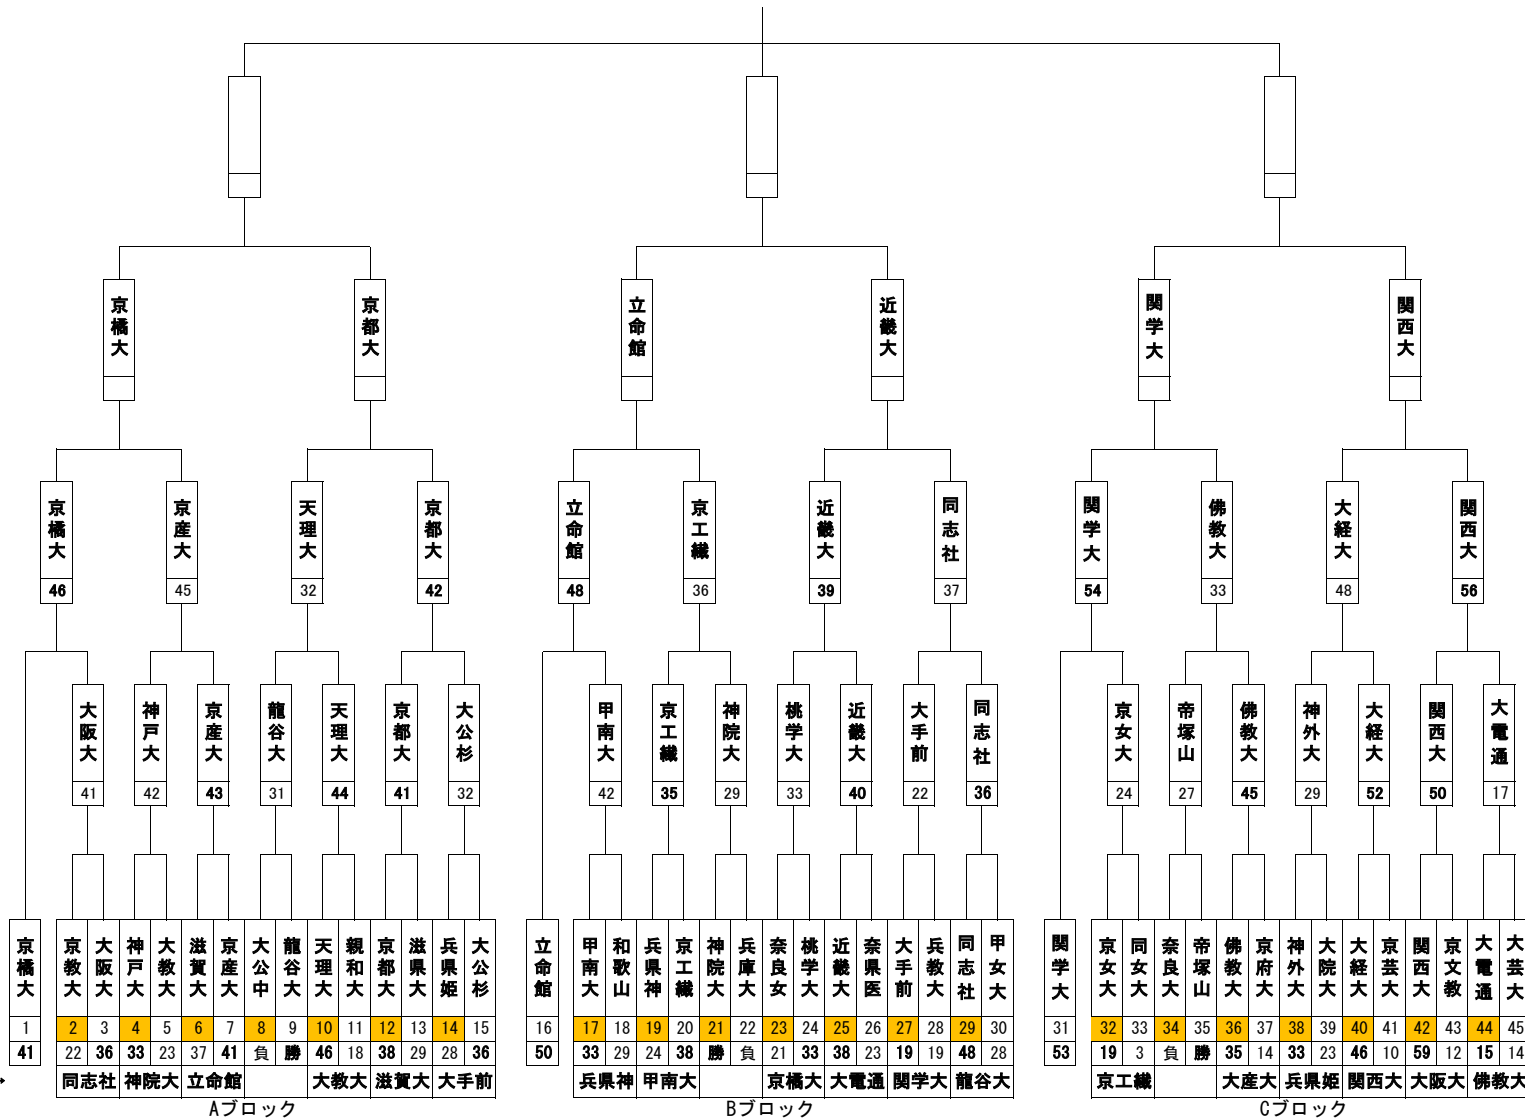 京橘大 京都大 立命館 近畿大 関学大 関西大
京橘大 京産大 天理大 京都大 立命館 京工繊 近畿大 同志社 関学大 佛教大 大経大 関西大
46 45 32 42 48 36 39 37 54 33 48 56
大阪大 神戸大 京産大 龍谷大 天理大 京都大 大公杉 甲南大 京工繊 神院大 桃学大 近畿大 大手前 同志社 京女大 帝塚山 佛教大 神外大 大経大 関西大 大電通
41 42 43 31 44 41 32 42 35 29 33 40 22 36 24 27 45 29 52 50 17
京橘大 京教大 大阪大 神戸大 大教大 滋賀大 京産大 大公中 龍谷大 天理大 親和大 京都大 滋県大 兵県姫 大公杉 立命館 甲南大 和歌山 兵県神 京工繊 神院大 兵庫大 奈良女 桃学大 近畿大 奈県医 大手前 兵教大 同志社 甲女大 関学大 京女大 同女大 奈良大 帝塚山 佛教大 京府大 神外大 大院大 大経大 京芸大 関西大 京文教 大電通 大芸大
1 2 3 4 5 6 7 8 9 10 11 12 13 14 15 16 17 18 19 20 21 22 23 24 25 26 27 28 29 30 31 32 33 34 35 36 37 38 39 40 41 42 43 44 45
41 22 36 33 23 37 41 負 勝 46 18 38 29 28 36 50 33 29 24 38 勝 負 21 33 38 23 19 19 48 28 53 19 3 負 勝 35 14 33 23 46 10 59 12 15 14
同志社 神院大 立命館 大教大 滋賀大 大手前 兵県神 甲南大 京橘大 大電通 関学大 龍谷大 京工繊 大産大 兵県姫 関西大 大阪大 佛教大
Aブロック Bブロック Cブロック